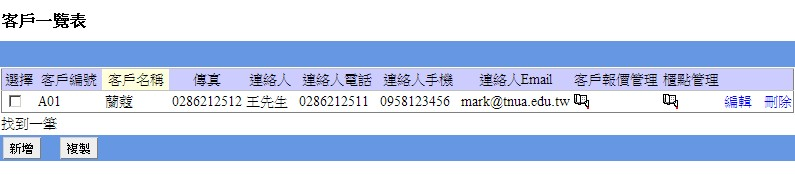 客戶一覽表
選擇 客戶編號 客戶名稱 傳真 連絡人 連絡人電話 連絡人手機 連絡人Email 客戶報價管理 櫃點管理
A01 蘭蔻 0286212512 王先生 0286212511 0958123456 mark@tnua.edu.tw 編輯 刪除
找到一筆
新增 複製